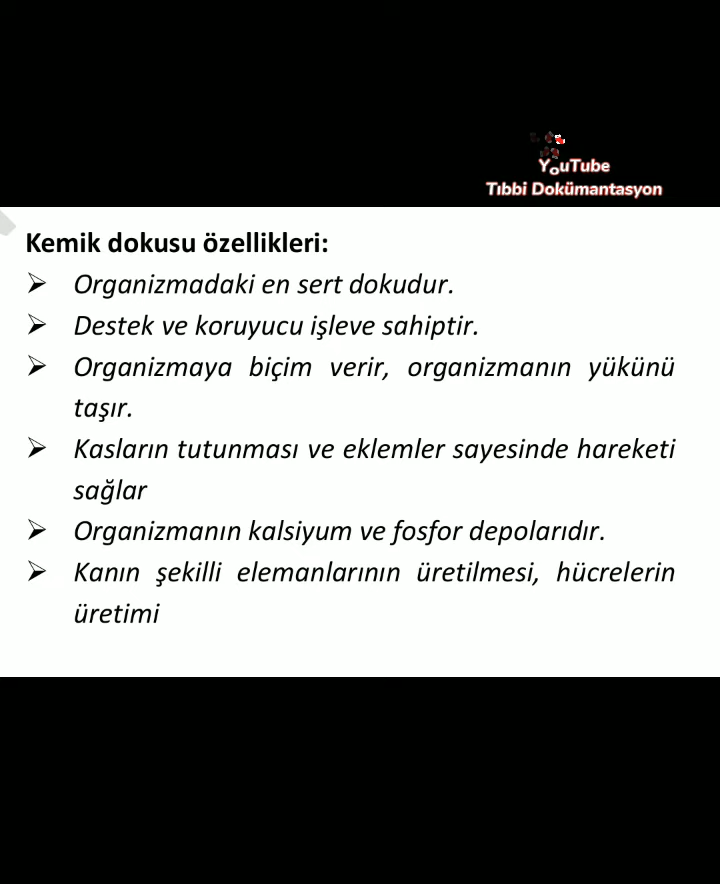 YouTube
Tıbbi Dokümantasyon
Kemik dokusu özellikleri:
➢ Organizmadaki en sert dokudur.
➢ Destek ve koruyucu işleve sahiptir.
➢ Organizmaya biçim verir, organizmanın yükünü
taşır.
➢ Kasların tutunması ve eklemler sayesinde hareketi
sağlar
➢ Organizmanın kalsiyum ve fosfor depolarıdır.
➢ Kanın şekilli elemanlarının üretilmesi, hücrelerin
üretimi